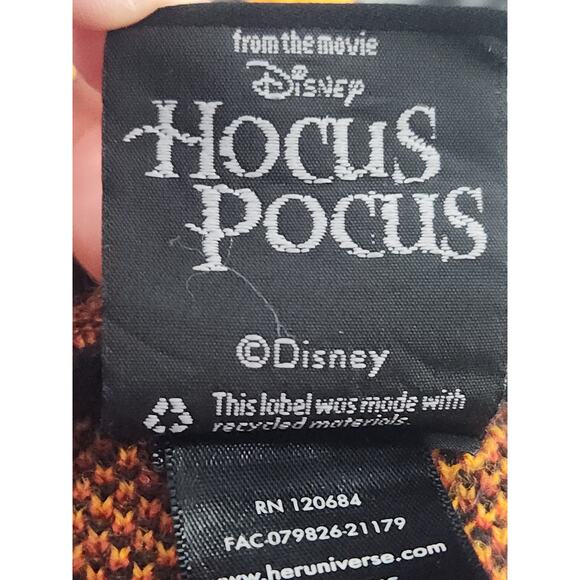 from the movie
Disney
HOCUS
POCUS
©Disney
This label was made with
recycled materials.
RN 120684
FAC-079826-21179
www.heruniverse.com